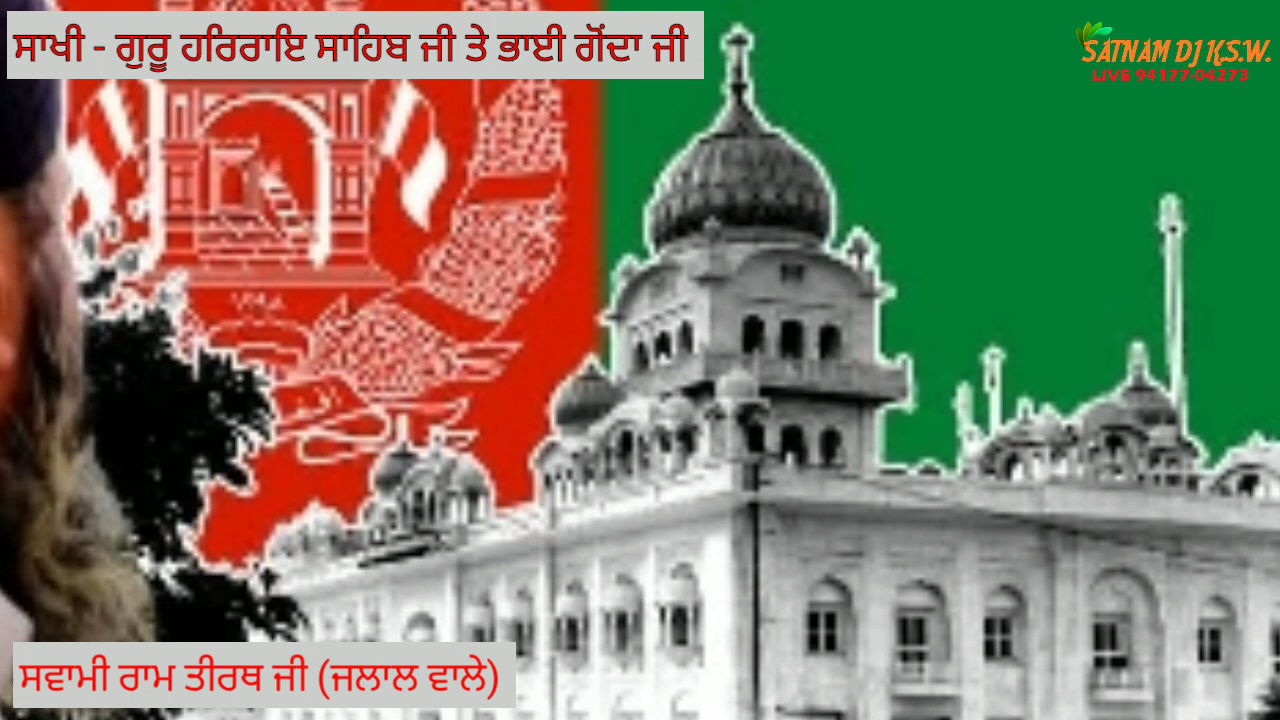 ਸਾਖੀ - ਗੁਰੂ ਹਰਿਰਾਇ ਸਾਹਿਬ ਜੀ ਤੇ ਭਾਈ ਗੋਂਦਾ ਜੀ
SATNAM DJ K.S.W.
LIVE 94177-04273
ਸਵਾਮੀ ਰਾਮ ਤੀਰਥ ਜੀ (ਜਲਾਲ ਵਾਲੇ)